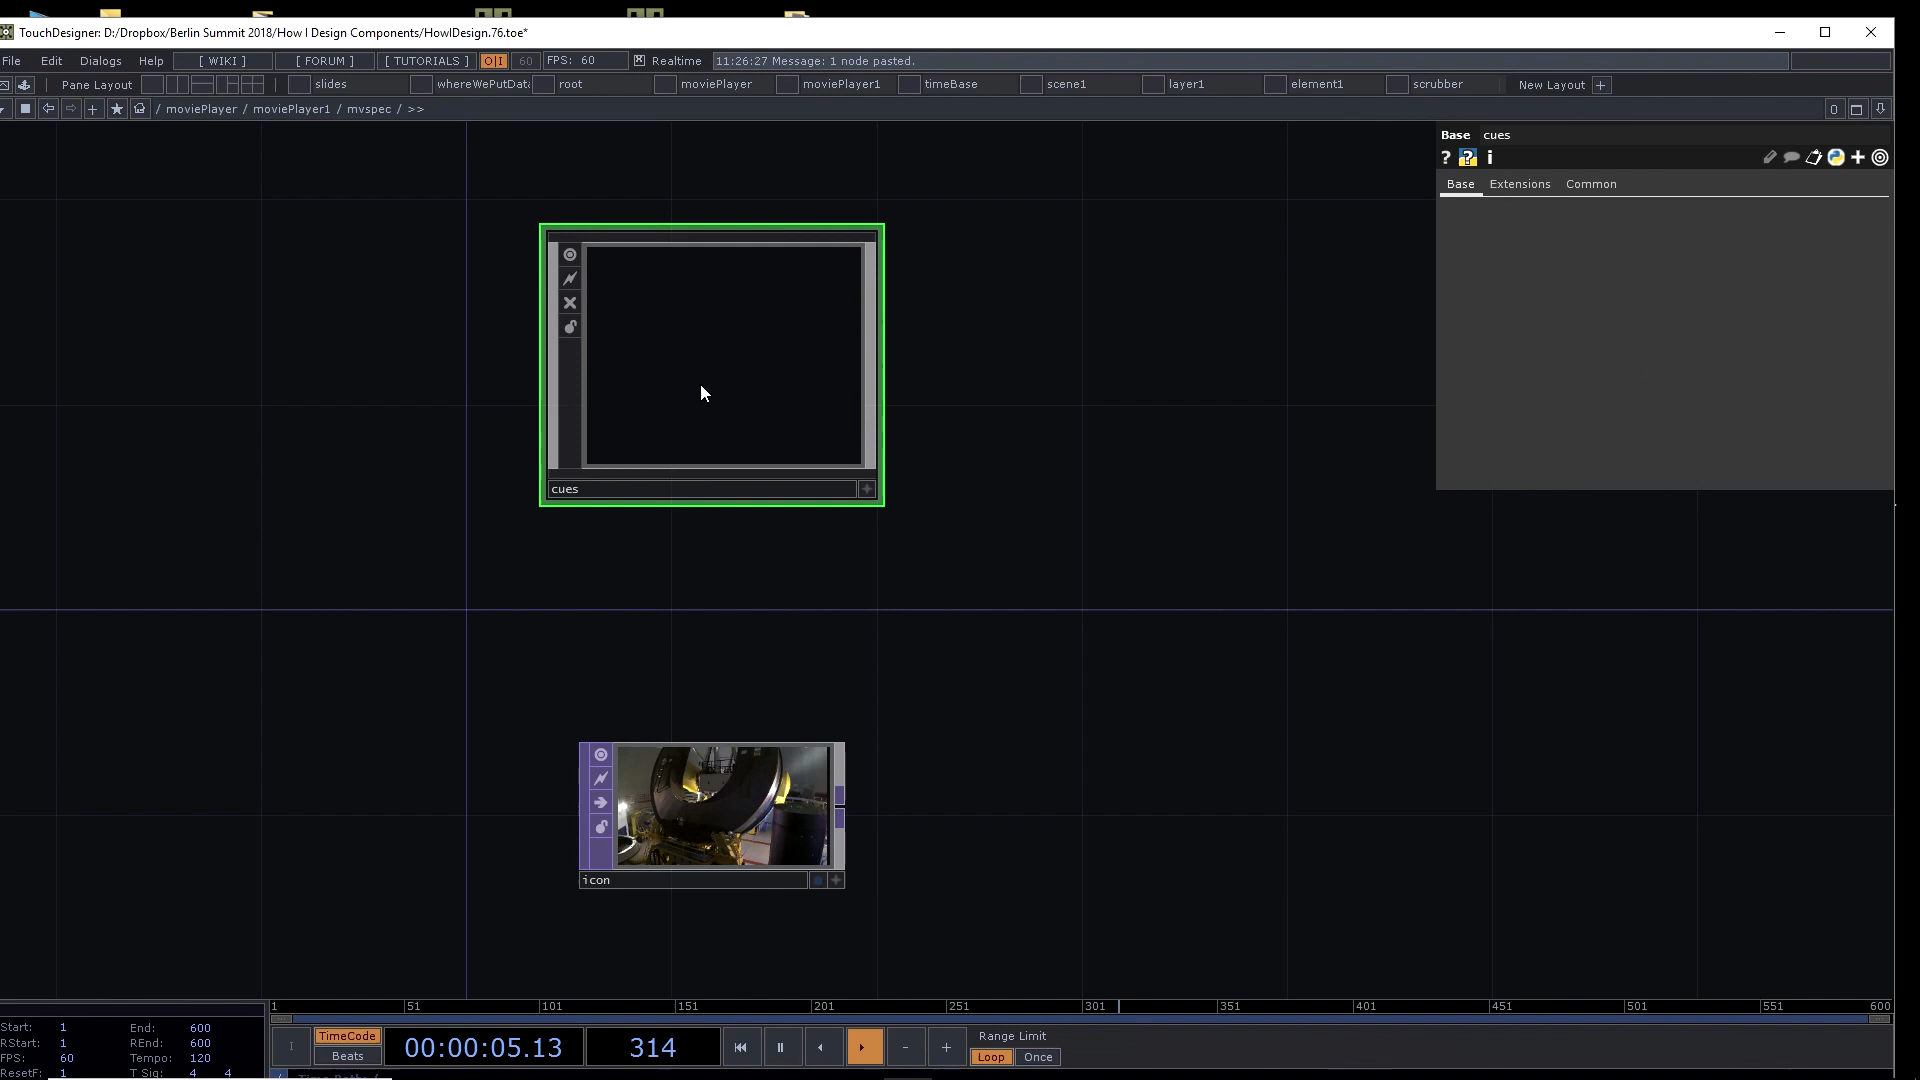 TouchDesigner: D:/Dropbox/Berlin Summit 2018/How I Design Components/HowIDesign.76.toe*
File Edit Dialogs Help [ WIKI ] [ FORUM ] [ TUTORIALS ] O|I 60 FPS: 60 Realtime 11:26:27 Message: 1 node pasted.
Pane Layout slides whereWePutData root moviePlayer moviePlayer1 timeBase scene1 layer1 element1 scrubber New Layout +
/ moviePlayer / moviePlayer1 / mvspec / >> 0
Base cues
? ? i
Base Extensions Common
cues
icon
1 51 101 151 201 251 301 351 401 451 501 551 600
Start: 1 End: 600
RStart: 1 REnd: 600
FPS: 60 Tempo: 120
ResetF: 1 T Sig: 4 4
I TimeCode Beats 00:00:05.13 314 - + Range Limit
Loop Once